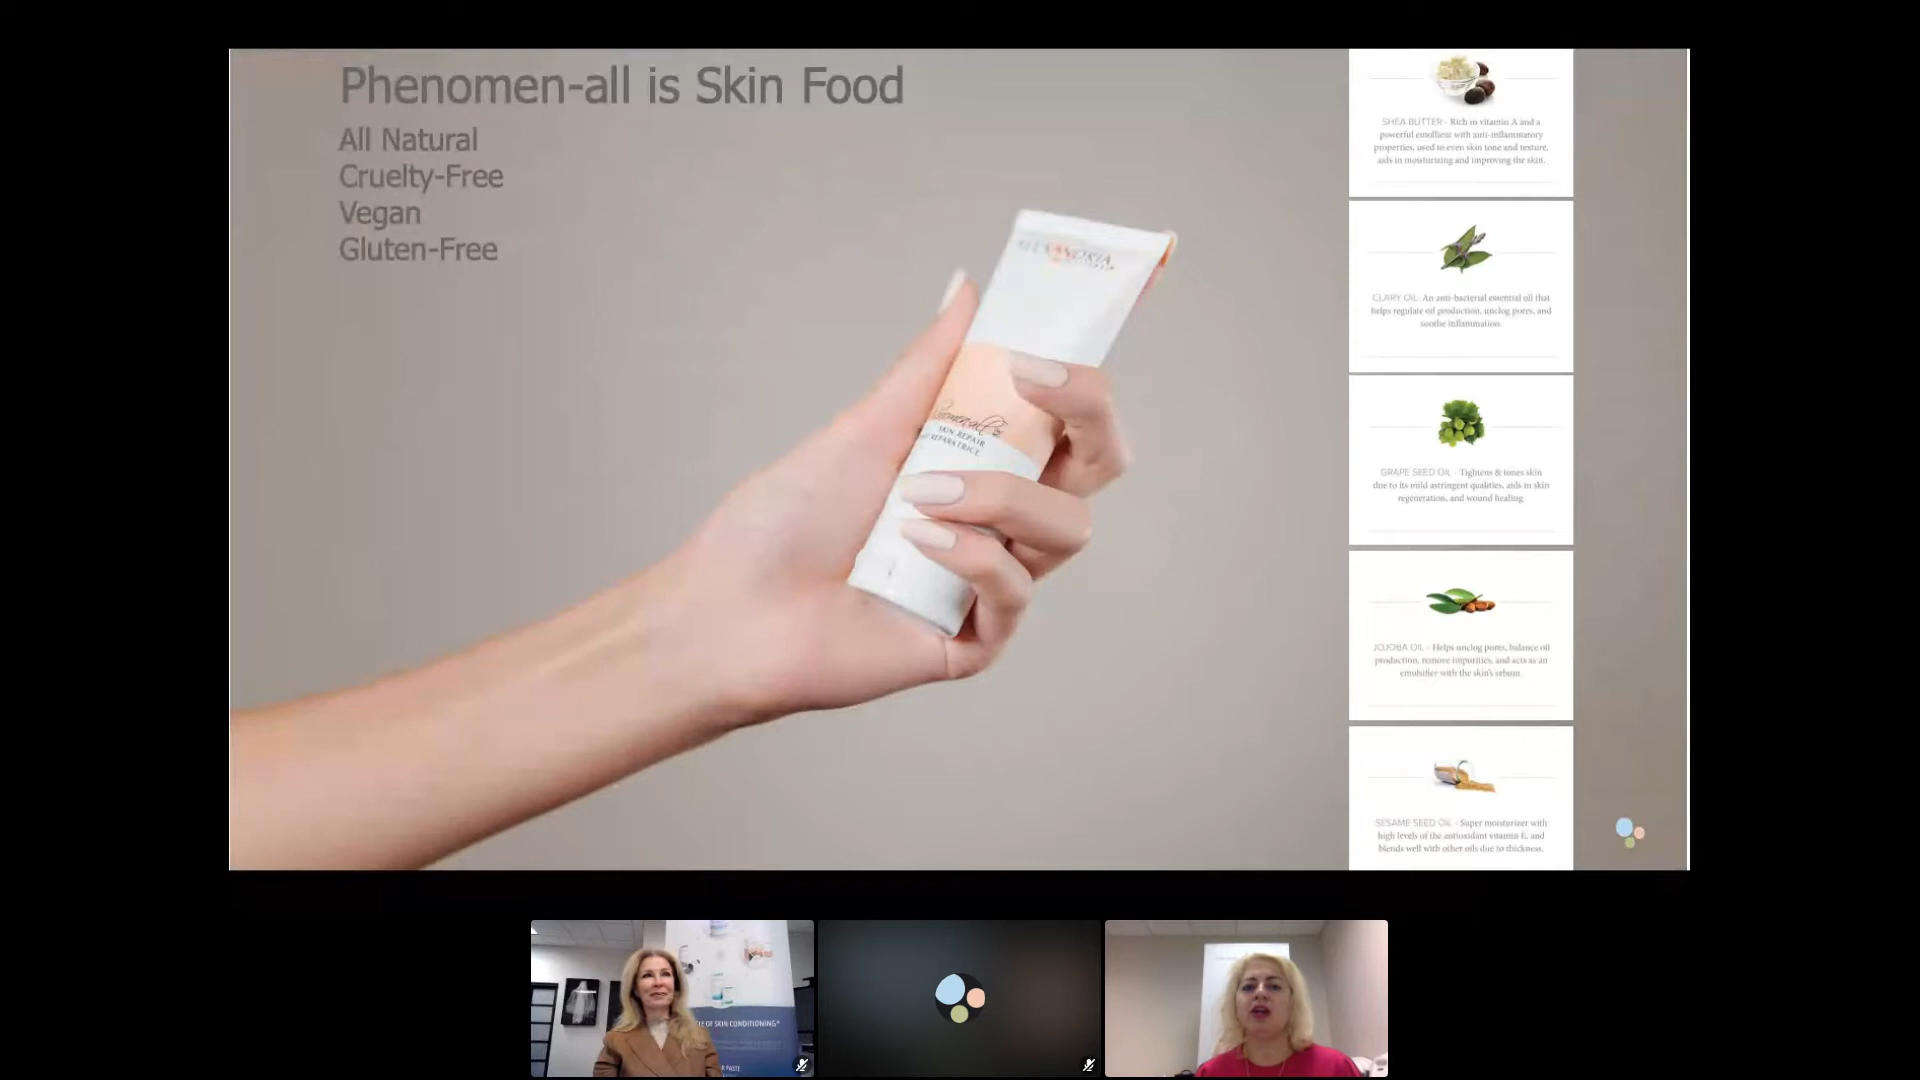 Phenomen-all is Skin Food
All Natural
Cruelty-Free
Vegan
Gluten-Free
SKIN REPAIR
SHEA BUTTER - Rich in vitamin A and a
powerful emollient with anti-inflammatory
properties, used to even skin tone and texture,
aids in moisturizing and improving the skin.
CLARY OIL- An anti-bacterial essential oil that
helps regulate oil production, unclog pores, and
soothe inflammation.
GRAPE SEED OIL - Tightens & tones skin
due to its mild astringent qualities, aids in skin
regeneration, and wound healing
JOJOBA OIL - Helps unclog pores, balance oil
production, remove impurities, and acts as an
emulsifier with the skin's sebum.
SESAME SEED OIL - Super moisturizer with
high levels of the antioxidant vitamin E, and
blends well with other oils due to thickness.
OF SKIN CONDITIONING®
PASTE